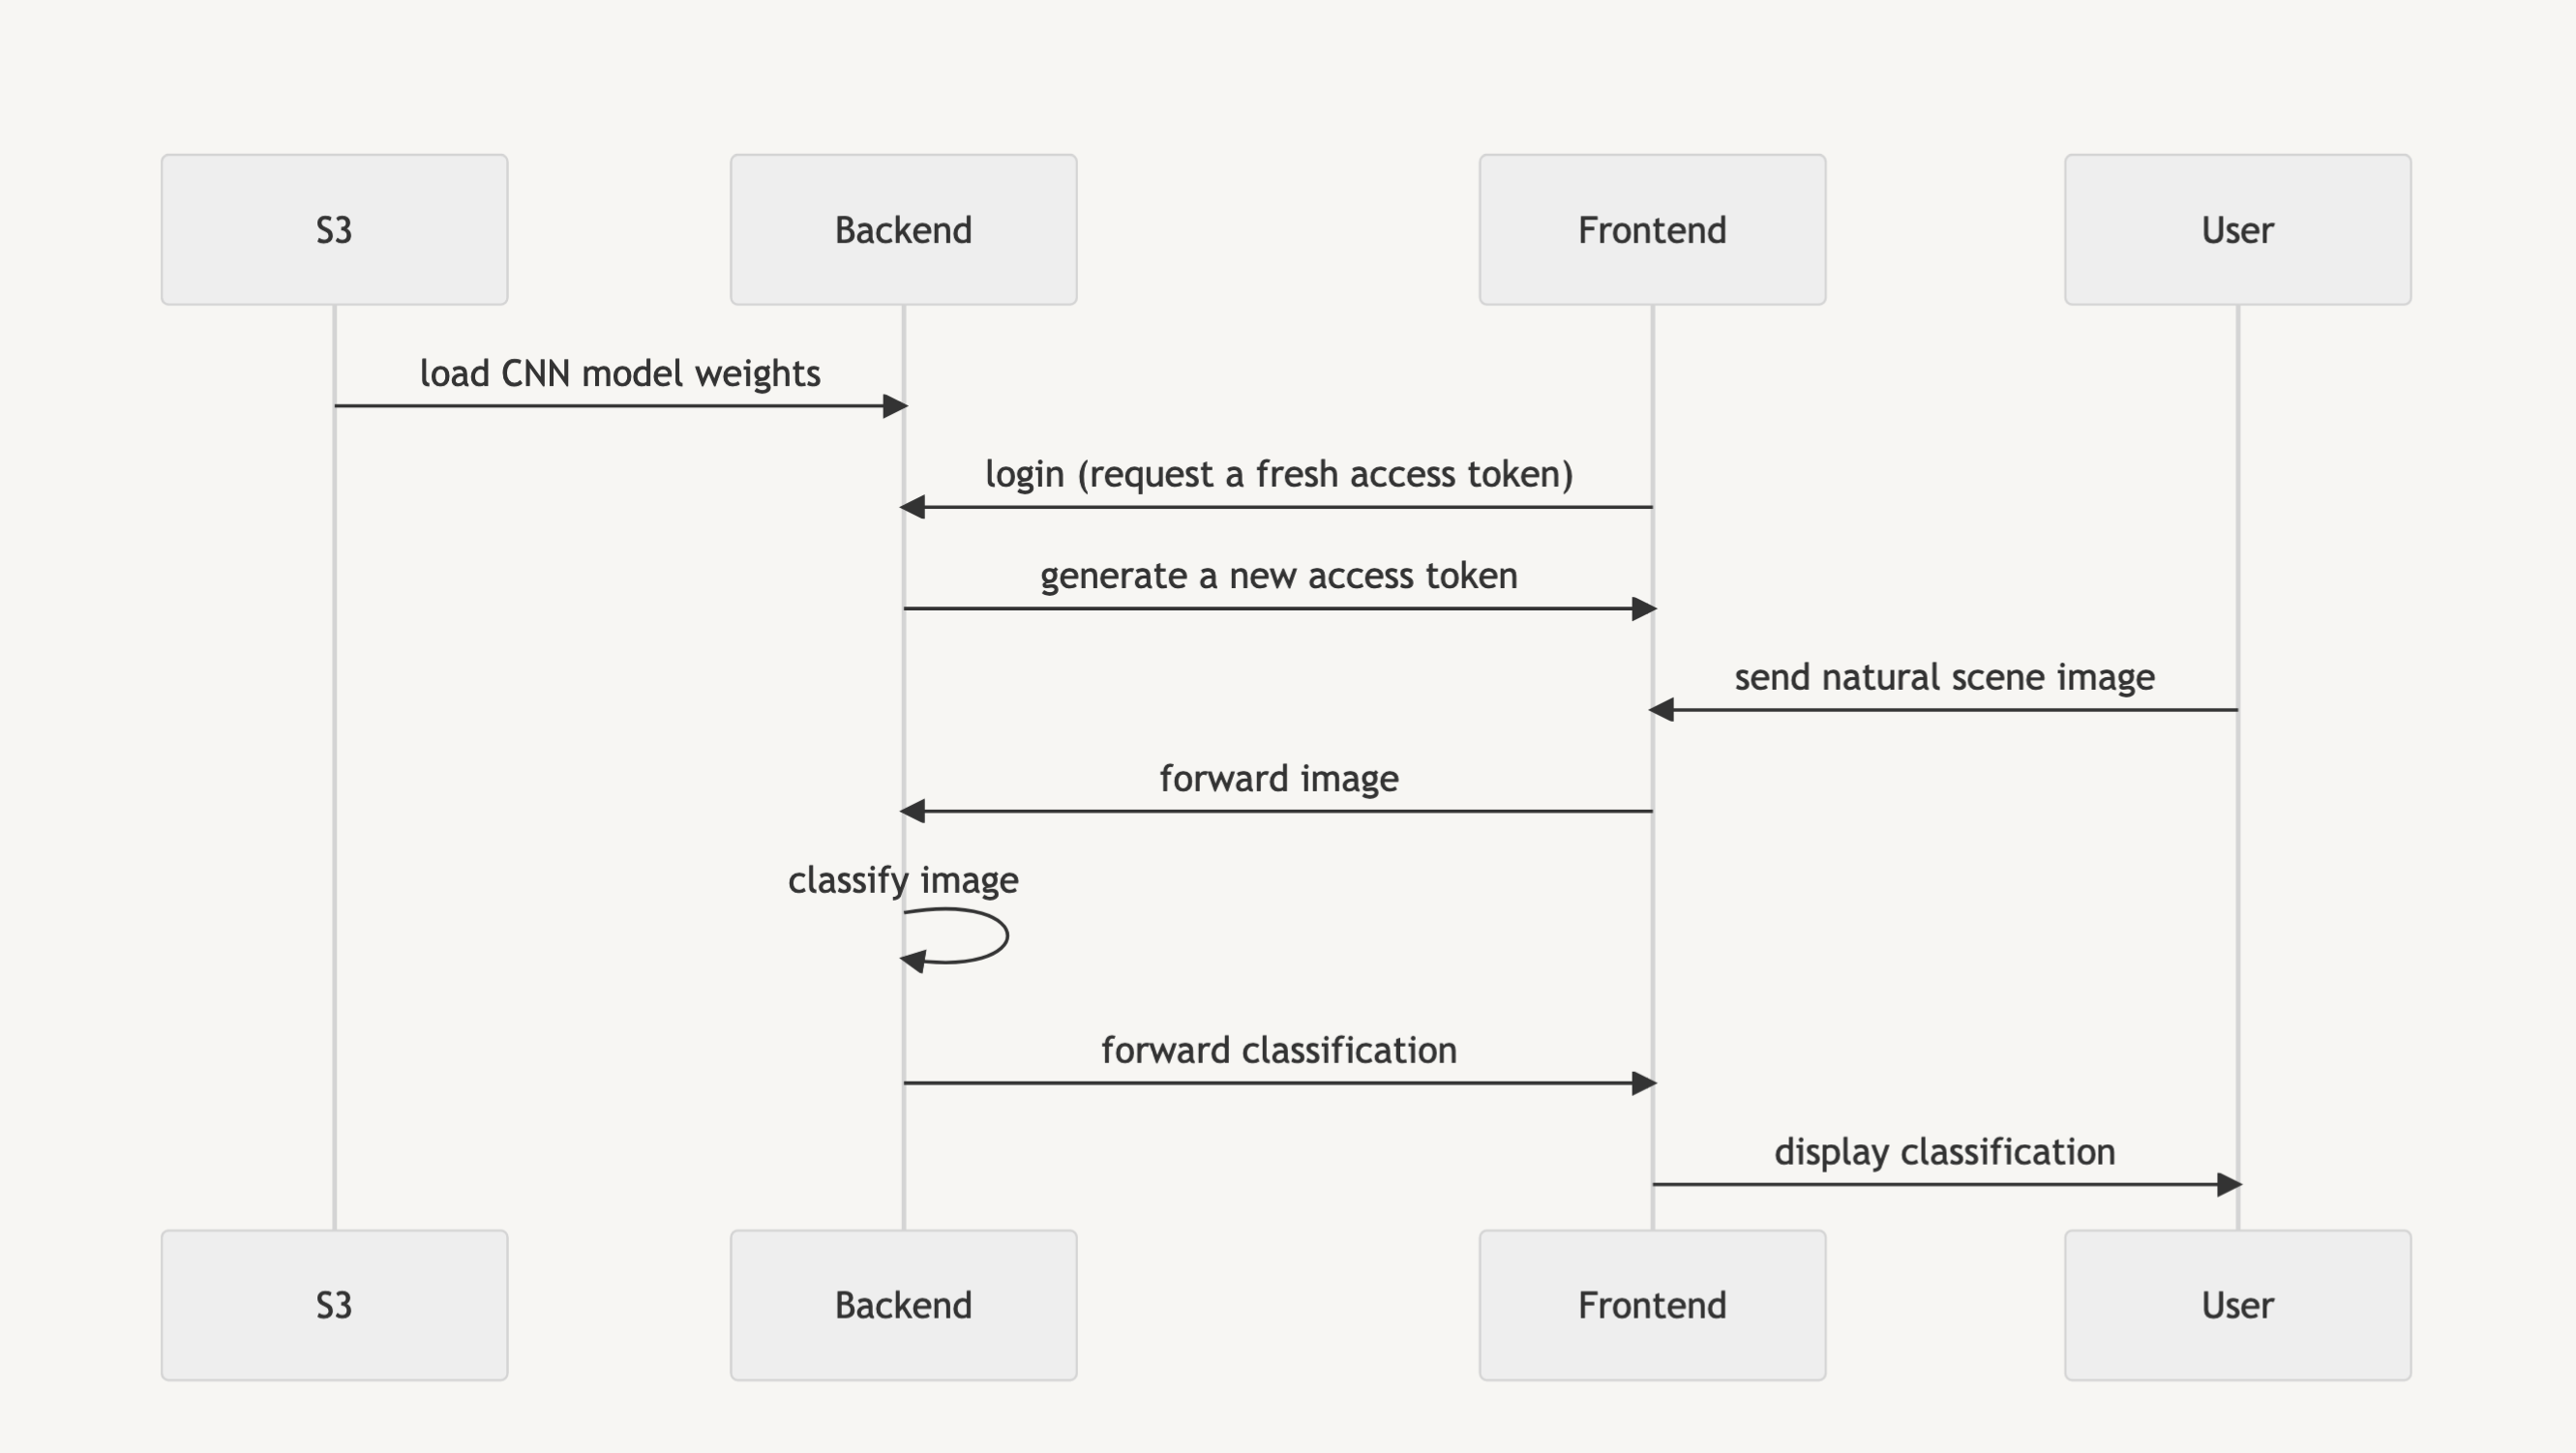 S3
Backend
Frontend
User
load CNN model weights
login (request a fresh access token)
generate a new access token
send natural scene image
forward image
classify image
forward classification
display classification
S3
Backend
Frontend
User